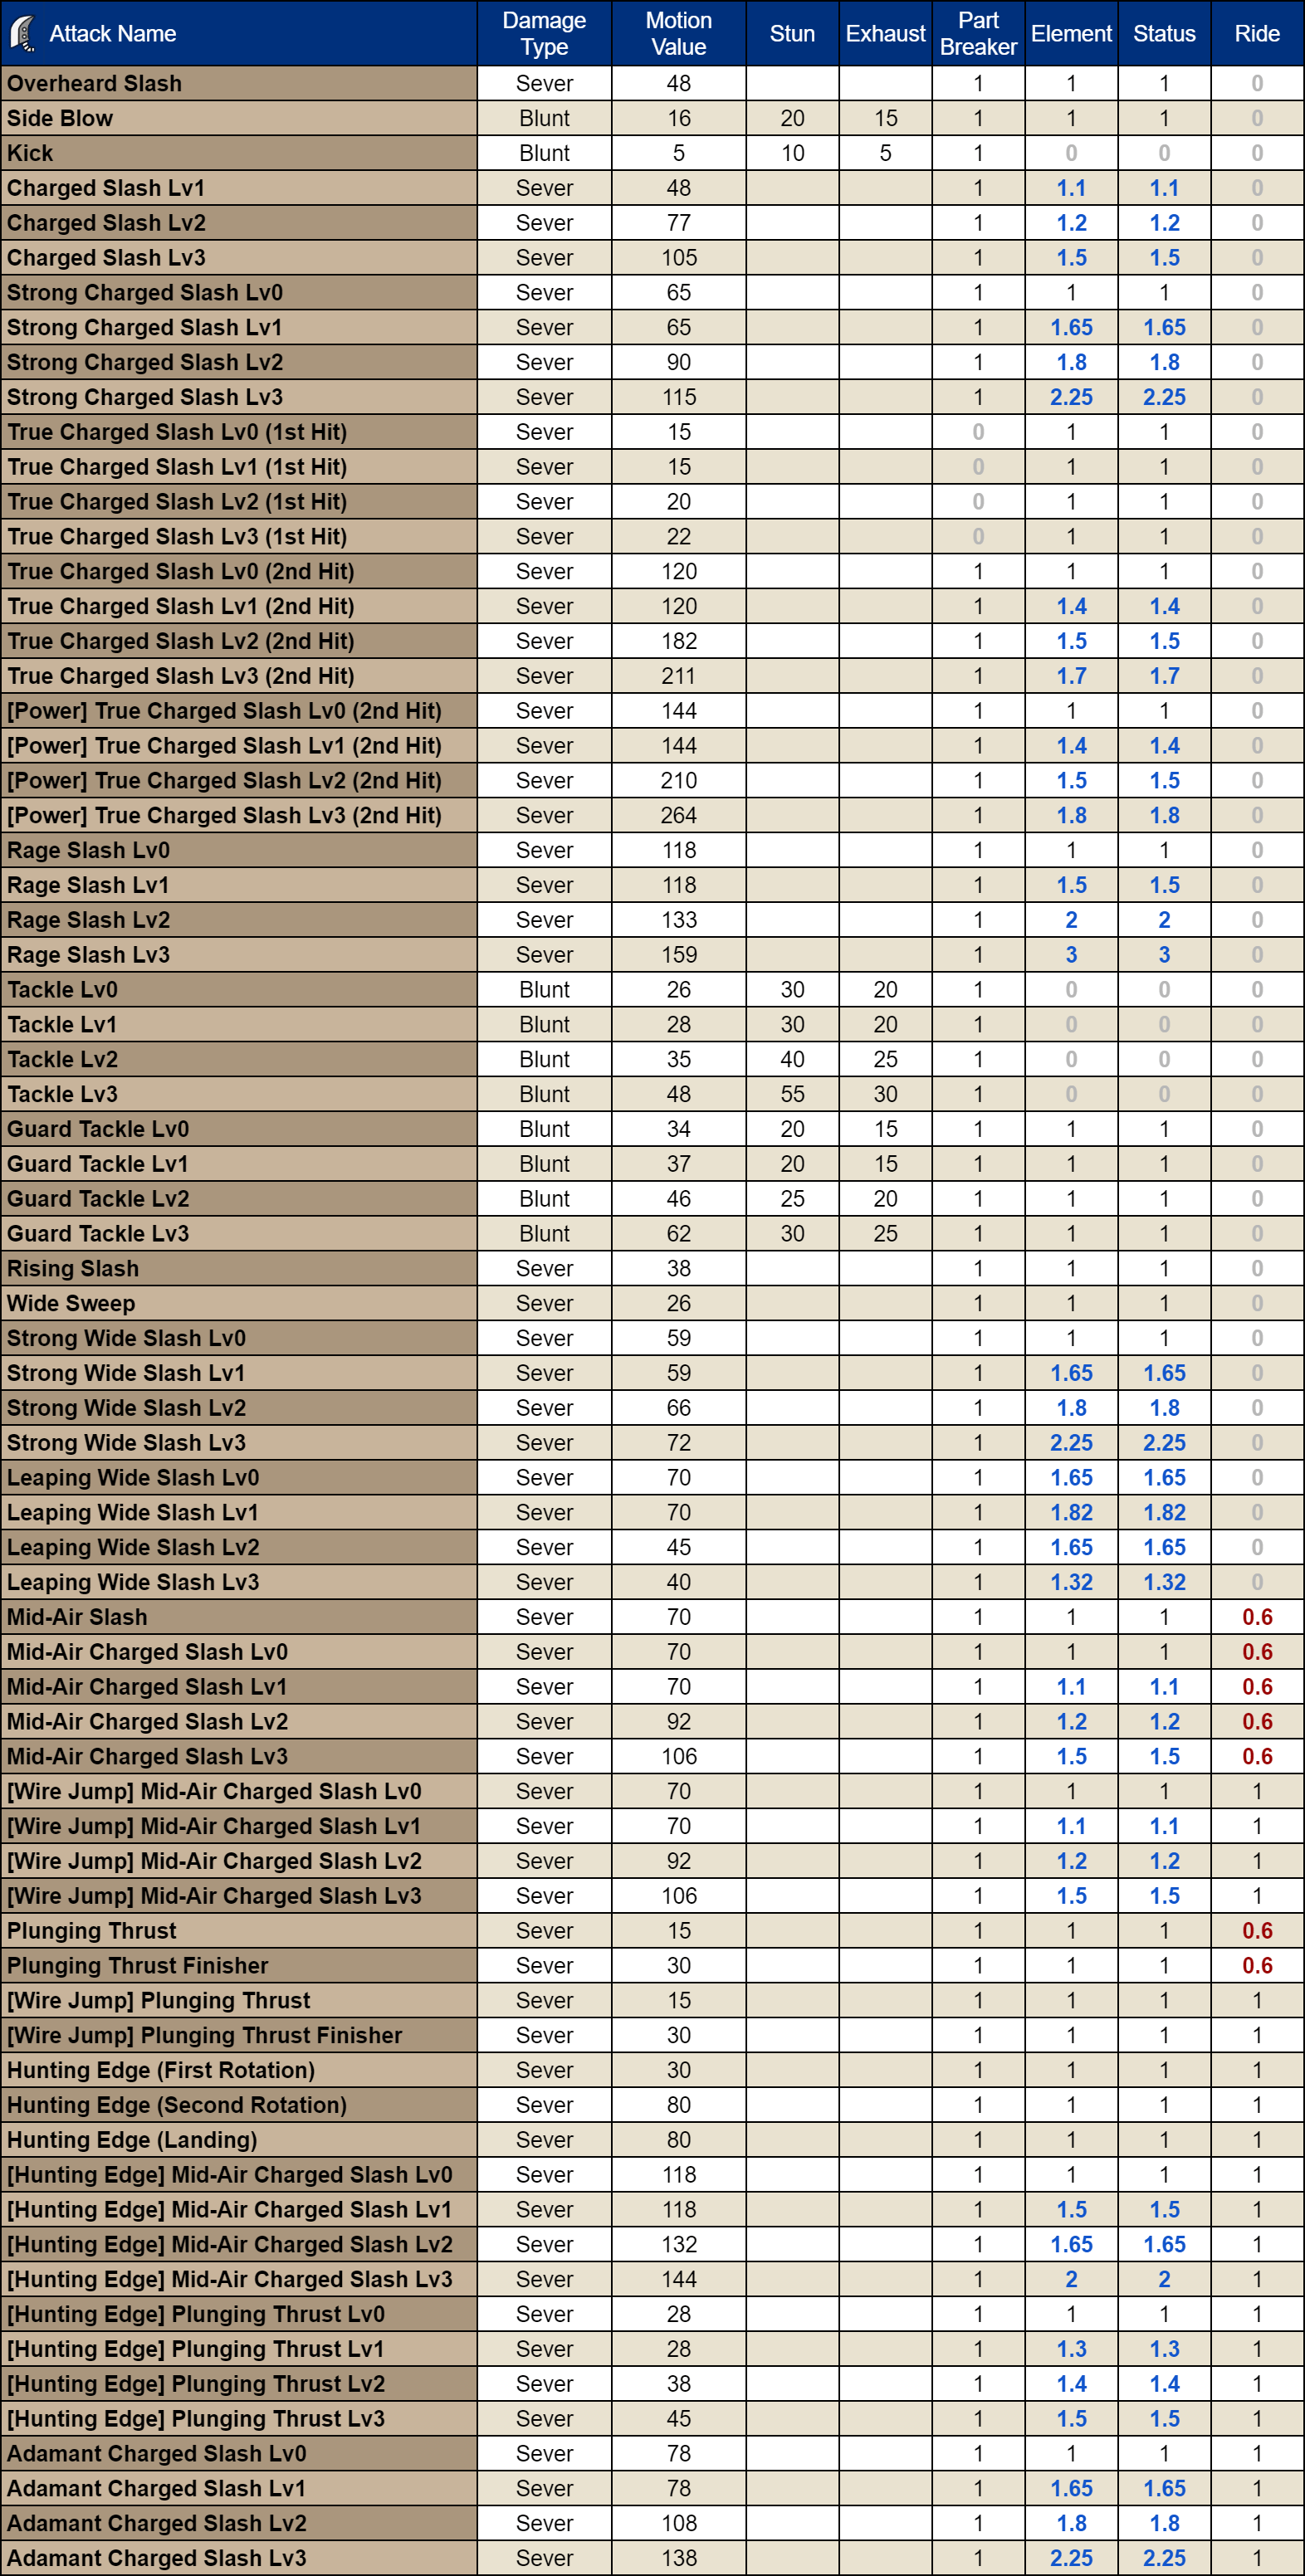 Attack Name Damage Type Motion Value Stun Exhaust Part Breaker Element Status Ride
Overheard Slash Sever 48 1 1 1 0
Side Blow Blunt 16 20 15 1 1 1 0
Kick Blunt 5 10 5 1 0 0 0
Charged Slash Lv1 Sever 48 1 1.1 1.1 0
Charged Slash Lv2 Sever 77 1 1.2 1.2 0
Charged Slash Lv3 Sever 105 1 1.5 1.5 0
Strong Charged Slash Lv0 Sever 65 1 1 1 0
Strong Charged Slash Lv1 Sever 65 1 1.65 1.65 0
Strong Charged Slash Lv2 Sever 90 1 1.8 1.8 0
Strong Charged Slash Lv3 Sever 115 1 2.25 2.25 0
True Charged Slash Lv0 (1st Hit) Sever 15 0 1 1 0
True Charged Slash Lv1 (1st Hit) Sever 15 0 1 1 0
True Charged Slash Lv2 (1st Hit) Sever 20 0 1 1 0
True Charged Slash Lv3 (1st Hit) Sever 22 0 1 1 0
True Charged Slash Lv0 (2nd Hit) Sever 120 1 1 1 0
True Charged Slash Lv1 (2nd Hit) Sever 120 1 1.4 1.4 0
True Charged Slash Lv2 (2nd Hit) Sever 182 1 1.5 1.5 0
True Charged Slash Lv3 (2nd Hit) Sever 211 1 1.7 1.7 0
[Power] True Charged Slash Lv0 (2nd Hit) Sever 144 1 1 1 0
[Power] True Charged Slash Lv1 (2nd Hit) Sever 144 1 1.4 1.4 0
[Power] True Charged Slash Lv2 (2nd Hit) Sever 210 1 1.5 1.5 0
[Power] True Charged Slash Lv3 (2nd Hit) Sever 264 1 1.8 1.8 0
Rage Slash Lv0 Sever 118 1 1 1 0
Rage Slash Lv1 Sever 118 1 1.5 1.5 0
Rage Slash Lv2 Sever 133 1 2 2 0
Rage Slash Lv3 Sever 159 1 3 3 0
Tackle Lv0 Blunt 26 30 20 1 0 0 0
Tackle Lv1 Blunt 28 30 20 1 0 0 0
Tackle Lv2 Blunt 35 40 25 1 0 0 0
Tackle Lv3 Blunt 48 55 30 1 0 0 0
Guard Tackle Lv0 Blunt 34 20 15 1 1 1 0
Guard Tackle Lv1 Blunt 37 20 15 1 1 1 0
Guard Tackle Lv2 Blunt 46 25 20 1 1 1 0
Guard Tackle Lv3 Blunt 62 30 25 1 1 1 0
Rising Slash Sever 38 1 1 1 0
Wide Sweep Sever 26 1 1 1 0
Strong Wide Slash Lv0 Sever 59 1 1 1 0
Strong Wide Slash Lv1 Sever 59 1 1.65 1.65 0
Strong Wide Slash Lv2 Sever 66 1 1.8 1.8 0
Strong Wide Slash Lv3 Sever 72 1 2.25 2.25 0
Leaping Wide Slash Lv0 Sever 70 1 1.65 1.65 0
Leaping Wide Slash Lv1 Sever 70 1 1.82 1.82 0
Leaping Wide Slash Lv2 Sever 45 1 1.65 1.65 0
Leaping Wide Slash Lv3 Sever 40 1 1.32 1.32 0
Mid-Air Slash Sever 70 1 1 1 0.6
Mid-Air Charged Slash Lv0 Sever 70 1 1 1 0.6
Mid-Air Charged Slash Lv1 Sever 70 1 1.1 1.1 0.6
Mid-Air Charged Slash Lv2 Sever 92 1 1.2 1.2 0.6
Mid-Air Charged Slash Lv3 Sever 106 1 1.5 1.5 0.6
[Wire Jump] Mid-Air Charged Slash Lv0 Sever 70 1 1 1 1
[Wire Jump] Mid-Air Charged Slash Lv1 Sever 70 1 1.1 1.1 1
[Wire Jump] Mid-Air Charged Slash Lv2 Sever 92 1 1.2 1.2 1
[Wire Jump] Mid-Air Charged Slash Lv3 Sever 106 1 1.5 1.5 1
Plunging Thrust Sever 15 1 1 1 0.6
Plunging Thrust Finisher Sever 30 1 1 1 0.6
[Wire Jump] Plunging Thrust Sever 15 1 1 1 1
[Wire Jump] Plunging Thrust Finisher Sever 30 1 1 1 1
Hunting Edge (First Rotation) Sever 30 1 1 1 1
Hunting Edge (Second Rotation) Sever 80 1 1 1 1
Hunting Edge (Landing) Sever 80 1 1 1 1
[Hunting Edge] Mid-Air Charged Slash Lv0 Sever 118 1 1 1 1
[Hunting Edge] Mid-Air Charged Slash Lv1 Sever 118 1 1.5 1.5 1
[Hunting Edge] Mid-Air Charged Slash Lv2 Sever 132 1 1.65 1.65 1
[Hunting Edge] Mid-Air Charged Slash Lv3 Sever 144 1 2 2 1
[Hunting Edge] Plunging Thrust Lv0 Sever 28 1 1 1 1
[Hunting Edge] Plunging Thrust Lv1 Sever 28 1 1.3 1.3 1
[Hunting Edge] Plunging Thrust Lv2 Sever 38 1 1.4 1.4 1
[Hunting Edge] Plunging Thrust Lv3 Sever 45 1 1.5 1.5 1
Adamant Charged Slash Lv0 Sever 78 1 1 1 1
Adamant Charged Slash Lv1 Sever 78 1 1.65 1.65 1
Adamant Charged Slash Lv2 Sever 108 1 1.8 1.8 1
Adamant Charged Slash Lv3 Sever 138 1 2.25 2.25 1